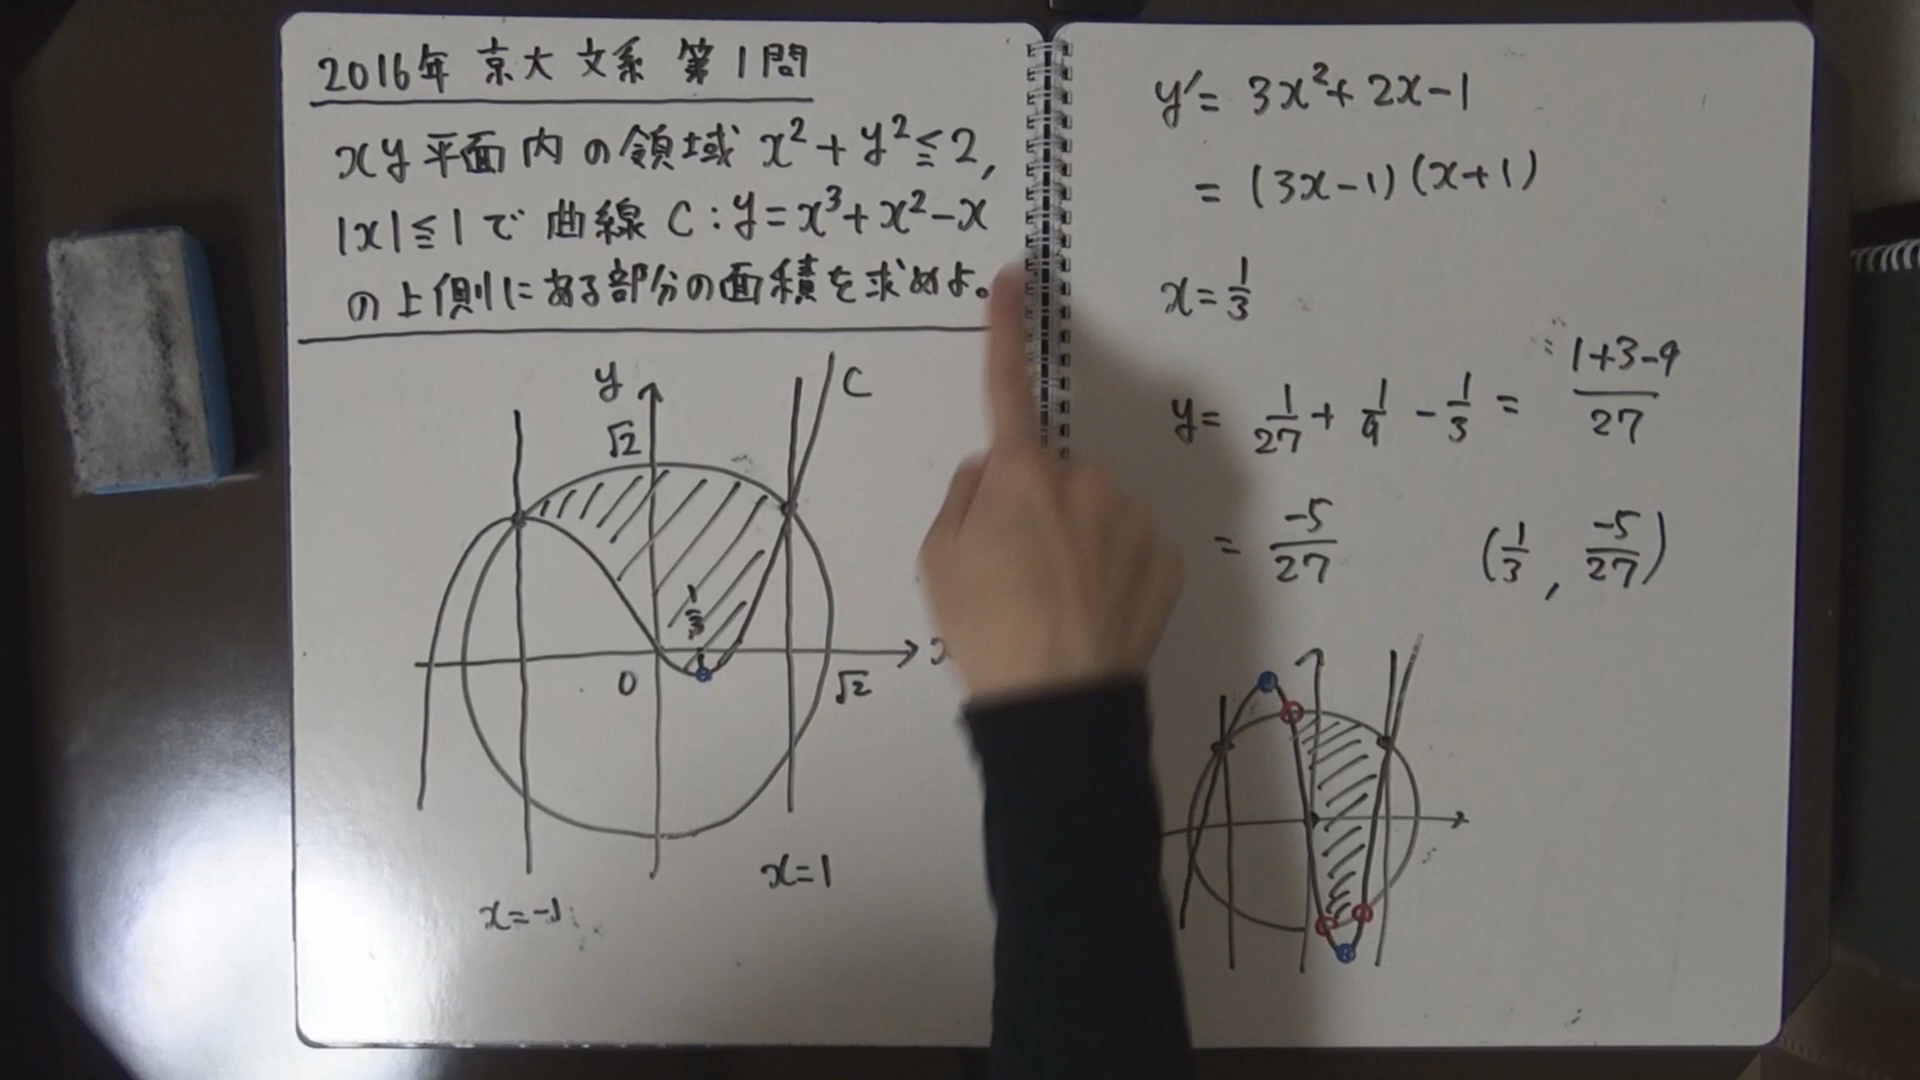 2016年 京大 文系 第1問
xy平面内の領域 x²+y²≦2,
|x|≦1で 曲線 C:y=x³+x²-x
の上側にある部分の面積を求めよ。
y
C
√2
1/3
0
√2
x
x=-1
x=1
y'= 3x²+2x-1
= (3x-1)(x+1)
x=1/3
y= 1/27+1/9-1/3= (1+3-9)/27
= -5/27 (1/3, -5/27)